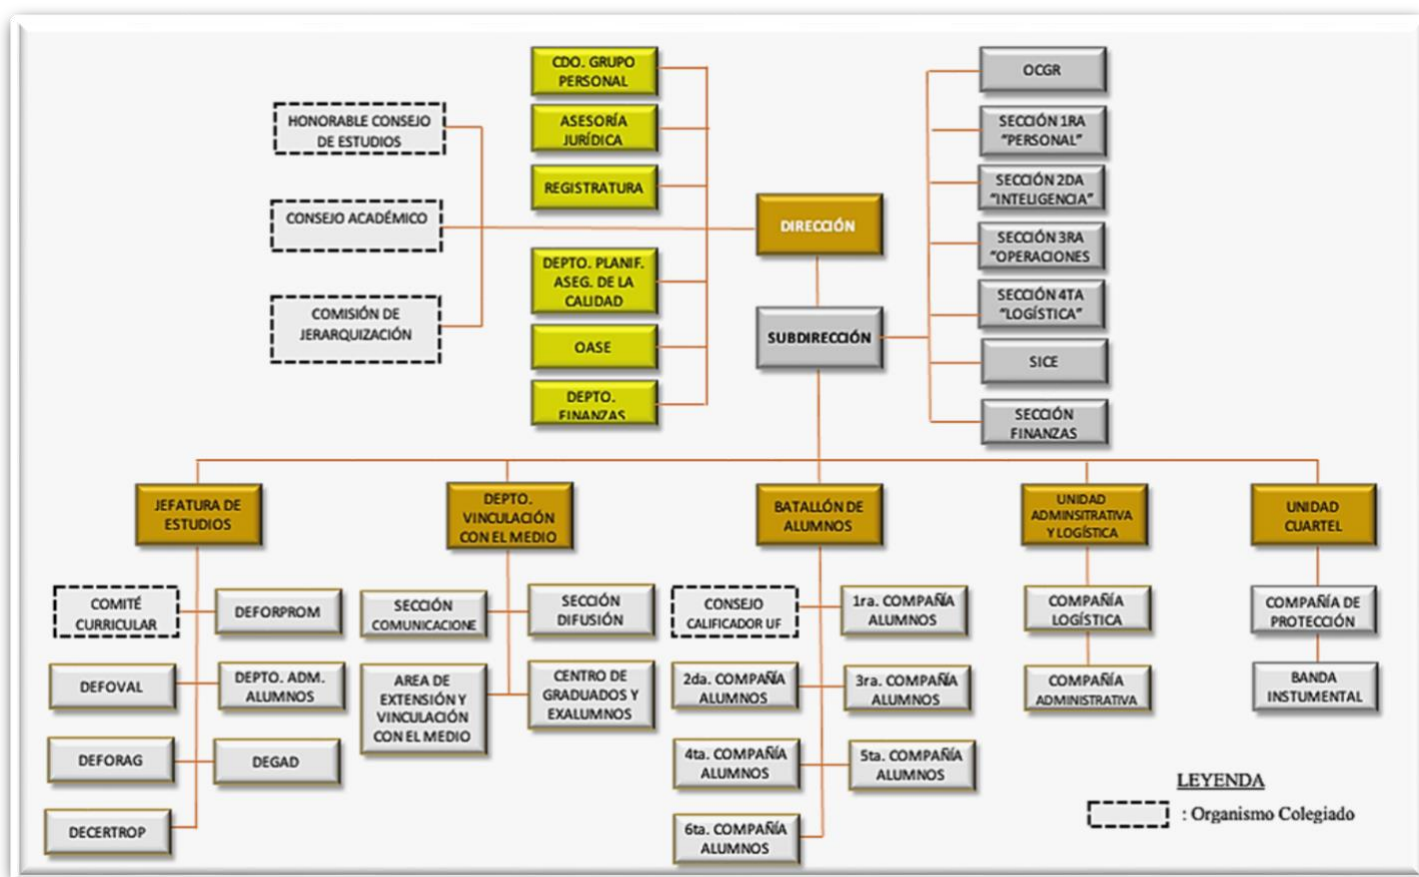 CDO. GRUPO
PERSONAL
ASESORÍA
JURÍDICA
REGISTRATURA
DEPTO. PLANIF.
ASEG. DE LA
CALIDAD
OASE
DEPTO.
FINANZAS
HONORABLE CONSEJO
DE ESTUDIOS
CONSEJO ACADÉMICO
COMISIÓN DE
JERARQUIZACIÓN
DIRECCIÓN
SUBDIRECCIÓN
OCGR
SECCIÓN 1RA
"PERSONAL"
SECCIÓN 2DA
"INTELIGENCIA"
SECCIÓN 3RA
"OPERACIONES
SECCIÓN 4TA
"LOGÍSTICA"
SICE
SECCIÓN
FINANZAS
JEFATURA DE
ESTUDIOS
COMITÉ
CURRICULAR
DEFORPROM
DEFOVAL
DEPTO. ADM.
ALUMNOS
DEFORAG
DEGAD
DECERTROP
DEPTO.
VINCULACIÓN
CON EL MEDIO
SECCIÓN
COMUNICACIONE
SECCIÓN
DIFUSIÓN
AREA DE
EXTENSIÓN Y
VINCULACIÓN
CON EL MEDIO
CENTRO DE
GRADUADOS Y
EXALUMNOS
BATALLÓN DE
ALUMNOS
CONSEJO
CALIFICADOR UF
1ra. COMPAÑÍA
ALUMNOS
2da. COMPAÑÍA
ALUMNOS
3ra. COMPAÑÍA
ALUMNOS
4ta. COMPAÑÍA
ALUMNOS
5ta. COMPAÑÍA
ALUMNOS
6ta. COMPAÑÍA
ALUMNOS
UNIDAD
ADMINSITRATIVA
Y LOGÍSTICA
COMPAÑÍA
LOGÍSTICA
COMPAÑÍA
ADMINISTRATIVA
UNIDAD
CUARTEL
COMPAÑÍA DE
PROTECCIÓN
BANDA
INSTUMENTAL
LEYENDA
: Organismo Colegiado